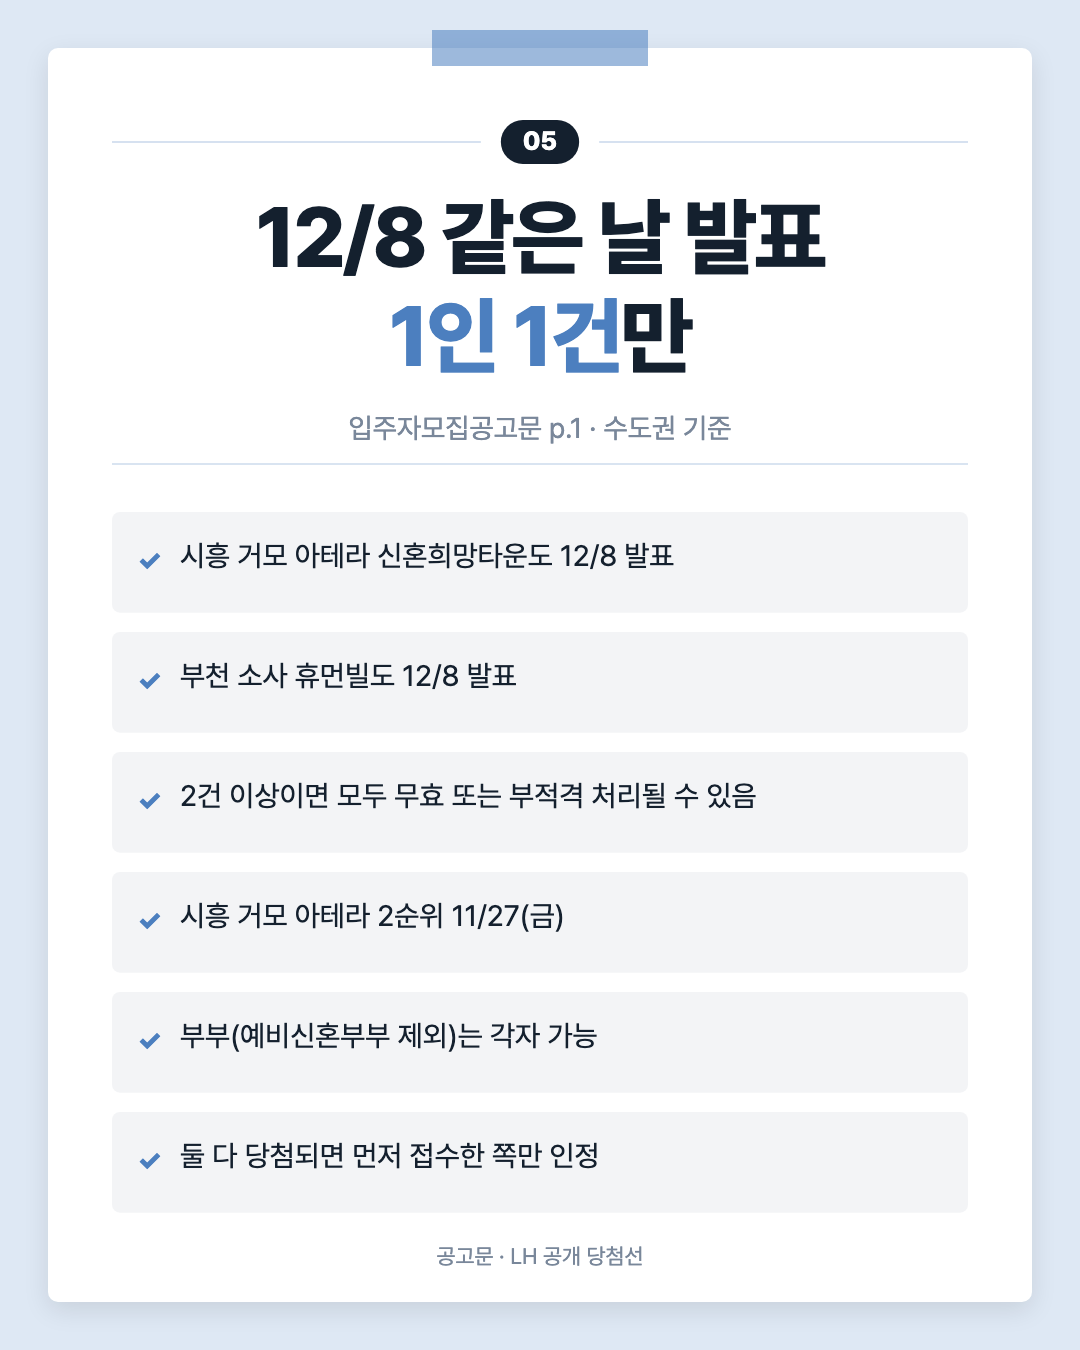 05
12/8 같은 날 발표
1인 1건만
입주자모집공고문 p.1 · 수도권 기준
시흥 거모 아테라 신혼희망타운도 12/8 발표
부천 소사 휴먼빌도 12/8 발표
2건 이상이면 모두 무효 또는 부적격 처리될 수 있음
시흥 거모 아테라 2순위 11/27(금)
부부(예비신혼부부 제외)는 각자 가능
둘 다 당첨되면 먼저 접수한 쪽만 인정
공고문 · LH 공개 당첨선